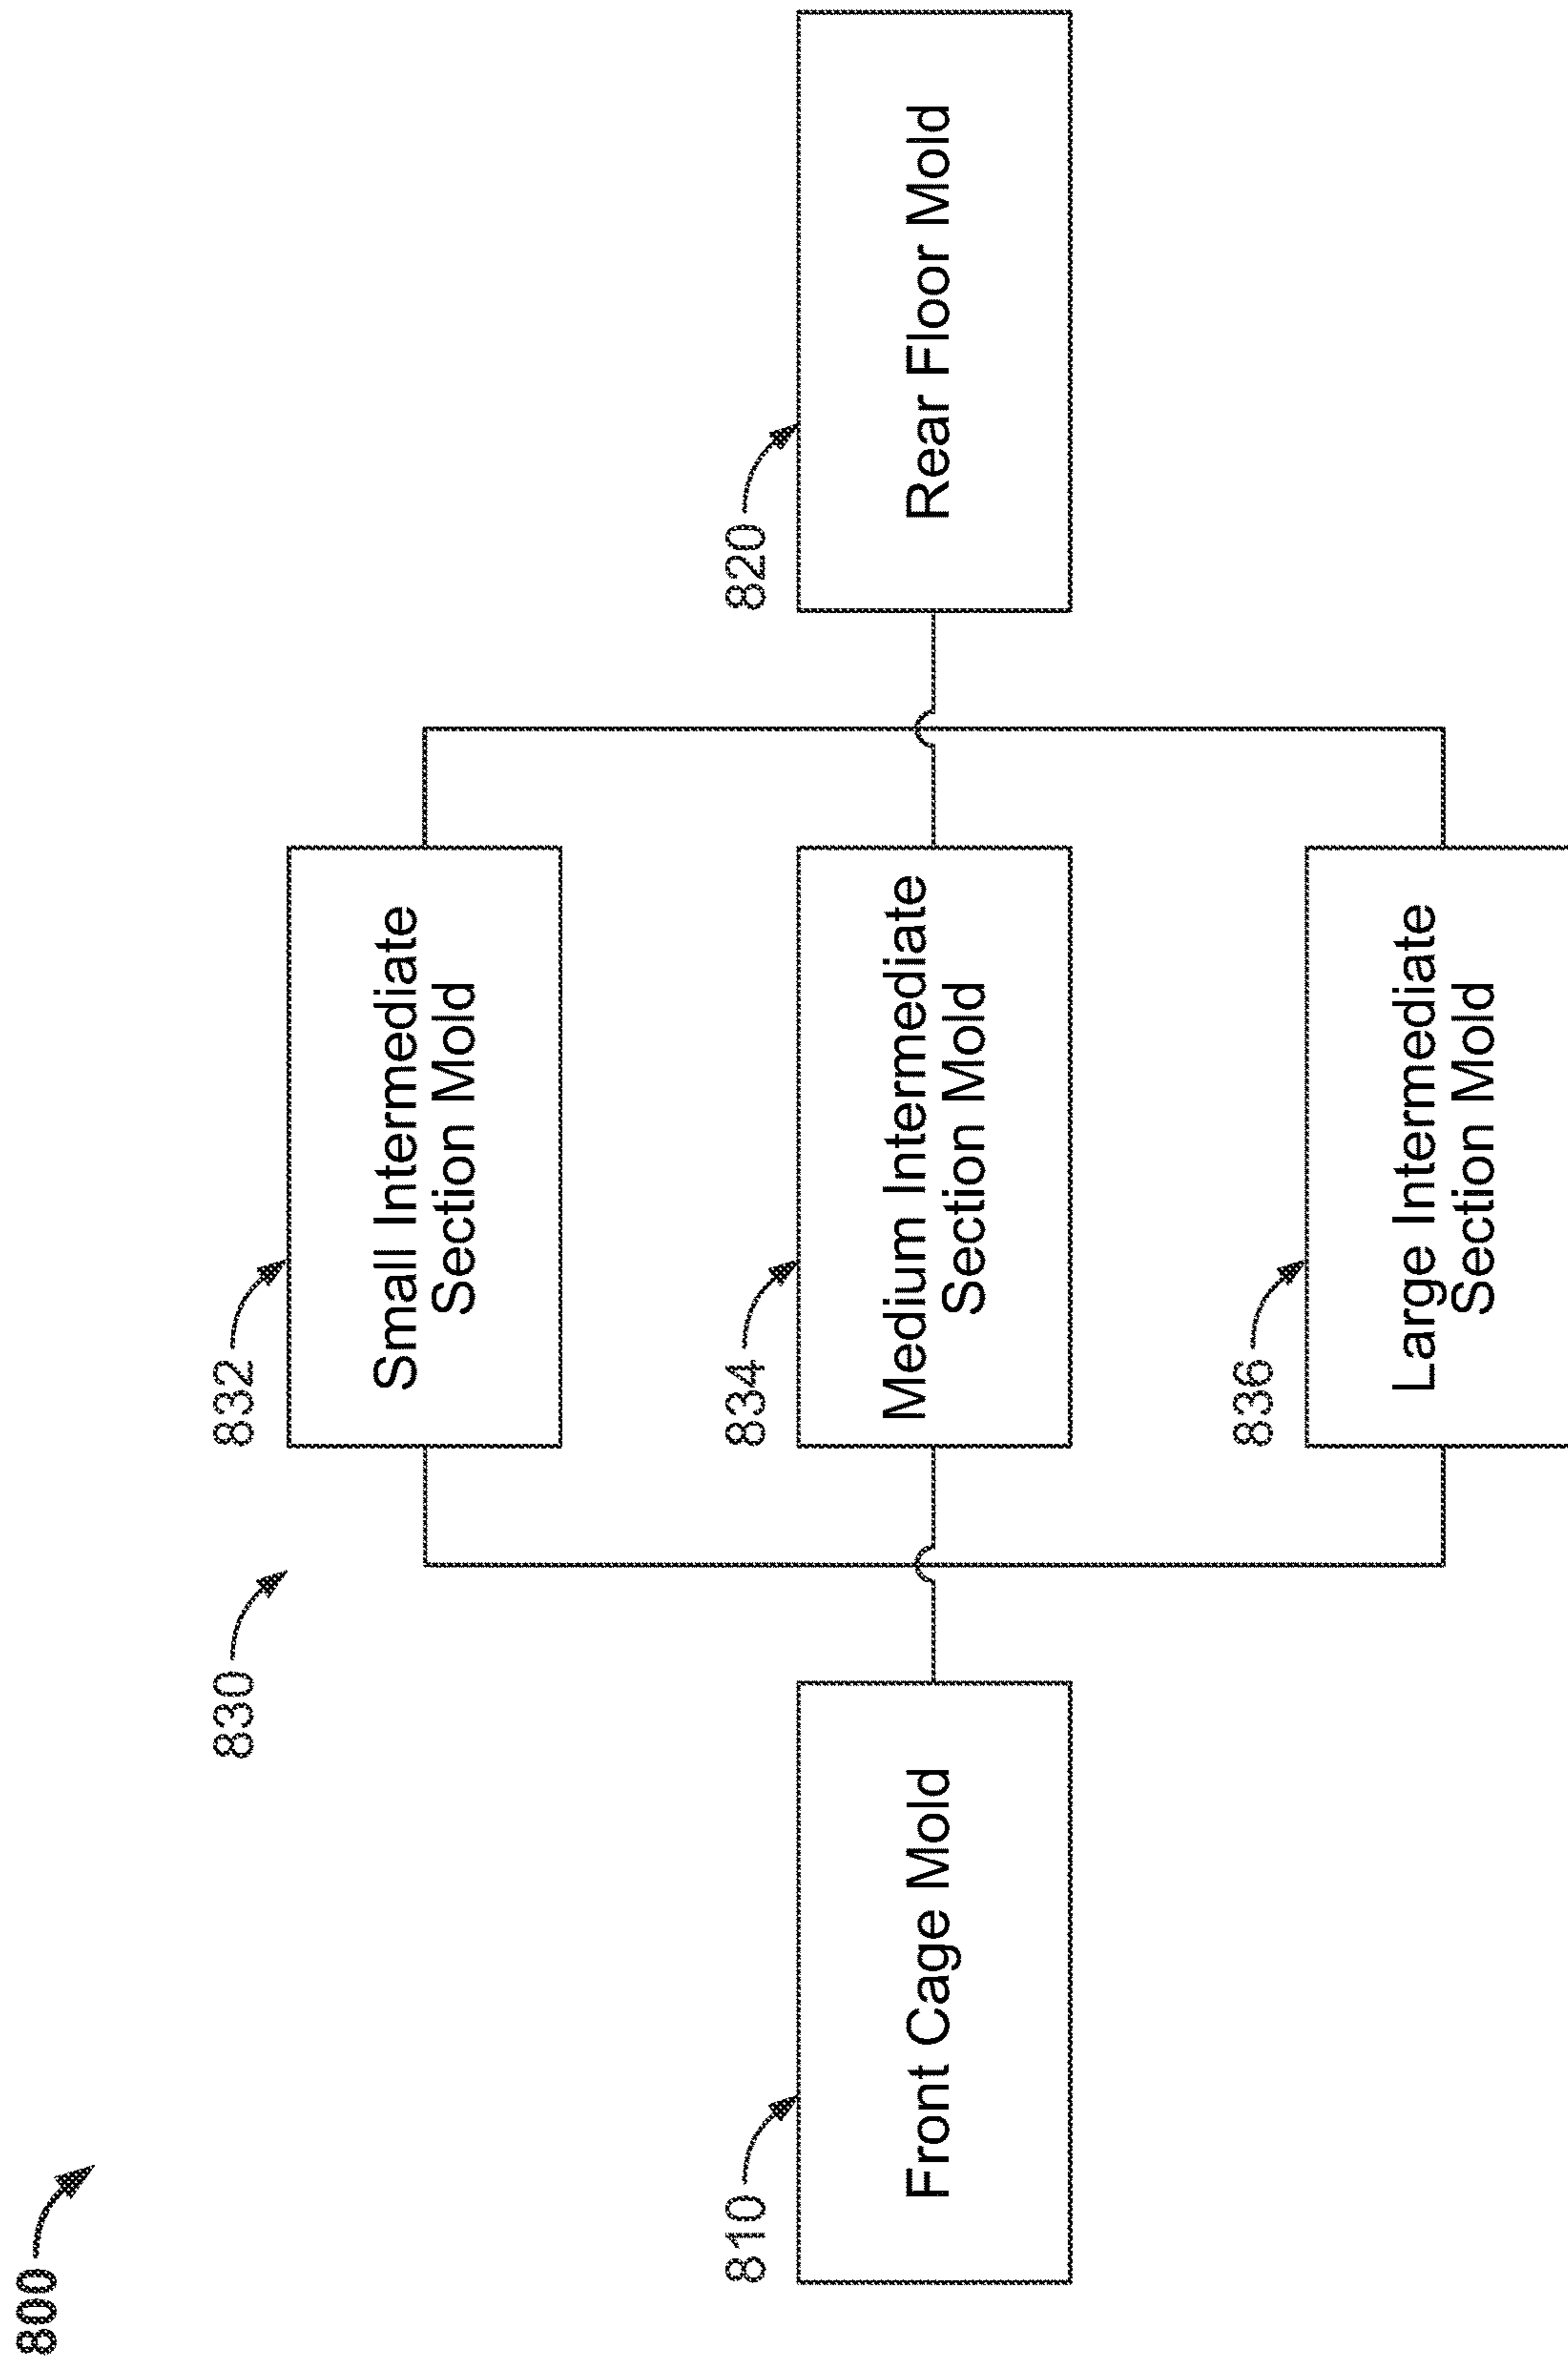 800
830
832
Small Intermediate
Section Mold
810
Front Cage Mold
834
Medium Intermediate
Section Mold
820
Rear Floor Mold
836
Large Intermediate
Section Mold